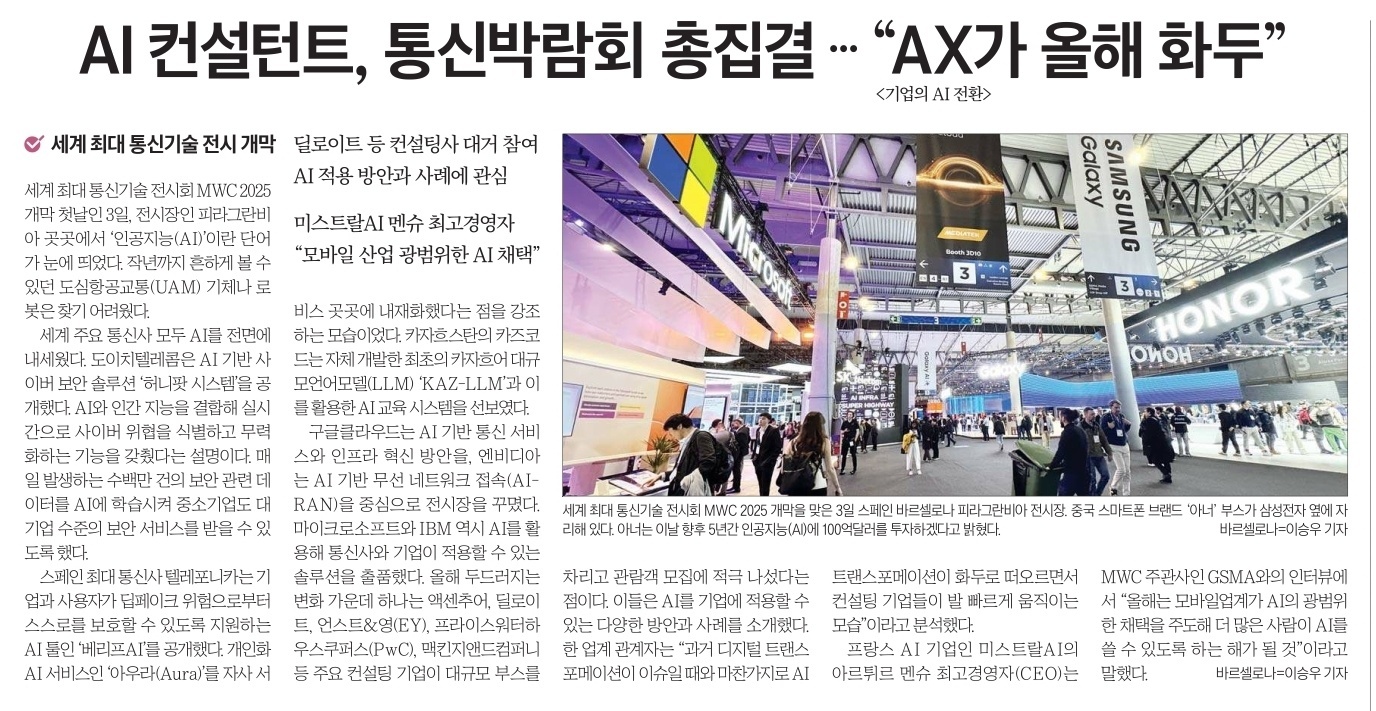 AI 컨설턴트, 통신박람회 총집결 … “AX가 올해 화두”
<기업의 AI 전환>
세계 최대 통신기술 전시 개막
세계 최대 통신기술 전시회 MWC 2025
개막 첫날인 3일, 전시장인 피라그란비
아 곳곳에서 ‘인공지능(AI)’이란 단어
가 눈에 띄었다. 작년까지 흔하게 볼 수
있던 도심항공교통(UAM) 기체나 로
봇은 찾기 어려웠다.
세계 주요 통신사 모두 AI를 전면에
내세웠다. 도이치텔레콤은 AI 기반 사
이버 보안 솔루션 ‘허니팟 시스템’을 공
개했다. AI와 인간 지능을 결합해 실시
간으로 사이버 위협을 식별하고 무력
화하는 기능을 갖췄다는 설명이다. 매
일 발생하는 수백만 건의 보안 관련 데
이터를 AI에 학습시켜 중소기업도 대
기업 수준의 보안 서비스를 받을 수 있
도록 했다.
스페인 최대 통신사 텔레포니카는 기
업과 사용자가 딥페이크 위험으로부터
스스로를 보호할 수 있도록 지원하는
AI 툴인 ‘베리프AI’를 공개했다. 개인화
AI 서비스인 ‘아우라(Aura)’를 자사 서
딜로이트 등 컨설팅사 대거 참여
AI 적용 방안과 사례에 관심
미스트랄AI 멘슈 최고경영자
“모바일 산업 광범위한 AI 채택”
비스 곳곳에 내재화했다는 점을 강조
하는 모습이었다. 카자흐스탄의 카즈코
드는 자체 개발한 최초의 카자흐어 대규
모언어모델(LLM) ‘KAZ-LLM’과 이
를 활용한 AI 교육 시스템을 선보였다.
구글클라우드는 AI 기반 통신 서비
스와 인프라 혁신 방안을, 엔비디아
는 AI 기반 무선 네트워크 접속(AI-
RAN)을 중심으로 전시장을 꾸몄다.
마이크로소프트와 IBM 역시 AI를 활
용해 통신사와 기업이 적용할 수 있는
솔루션을 출품했다. 올해 두드러지는
변화 가운데 하나는 액센추어, 딜로이
트, 언스트&영(EY), 프라이스워터하
우스쿠퍼스(PwC), 맥킨지앤드컴퍼니
등 주요 컨설팅 기업이 대규모 부스를
Microsoft
MEDIATEK
Booth 3D10
3
SAMSUNG
Galaxy
3
HONOR
HONOR
Galaxy
Galaxy AI
AI INFRA
SUPER HIGHWAY
세계 최대 통신기술 전시회 MWC 2025 개막을 맞은 3일 스페인 바르셀로나 피라그란비아 전시장. 중국 스마트폰 브랜드 ‘아너’ 부스가 삼성전자 옆에 자
리해 있다. 아너는 이날 향후 5년간 인공지능(AI)에 100억달러를 투자하겠다고 밝혔다. 바르셀로나=이승우 기자
차리고 관람객 모집에 적극 나섰다는
점이다. 이들은 AI를 기업에 적용할 수
있는 다양한 방안과 사례를 소개했다.
한 업계 관계자는 “과거 디지털 트랜스
포메이션이 이슈일 때와 마찬가지로 AI
트랜스포메이션이 화두로 떠오르면서
컨설팅 기업들이 발 빠르게 움직이는
모습”이라고 분석했다.
프랑스 AI 기업인 미스트랄AI의
아르튀르 멘슈 최고경영자(CEO)는
MWC 주관사인 GSMA와의 인터뷰에
서 “올해는 모바일업계가 AI의 광범위
한 채택을 주도해 더 많은 사람이 AI를
쓸 수 있도록 하는 해가 될 것”이라고
말했다. 바르셀로나=이승우 기자